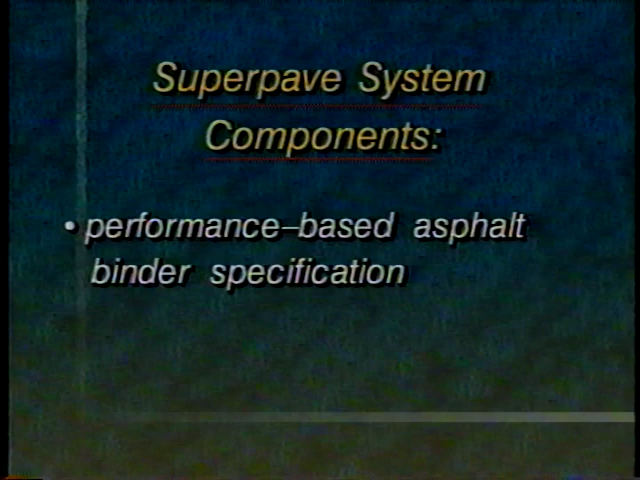 Superpave System
Components:
• performance-based asphalt
binder specification